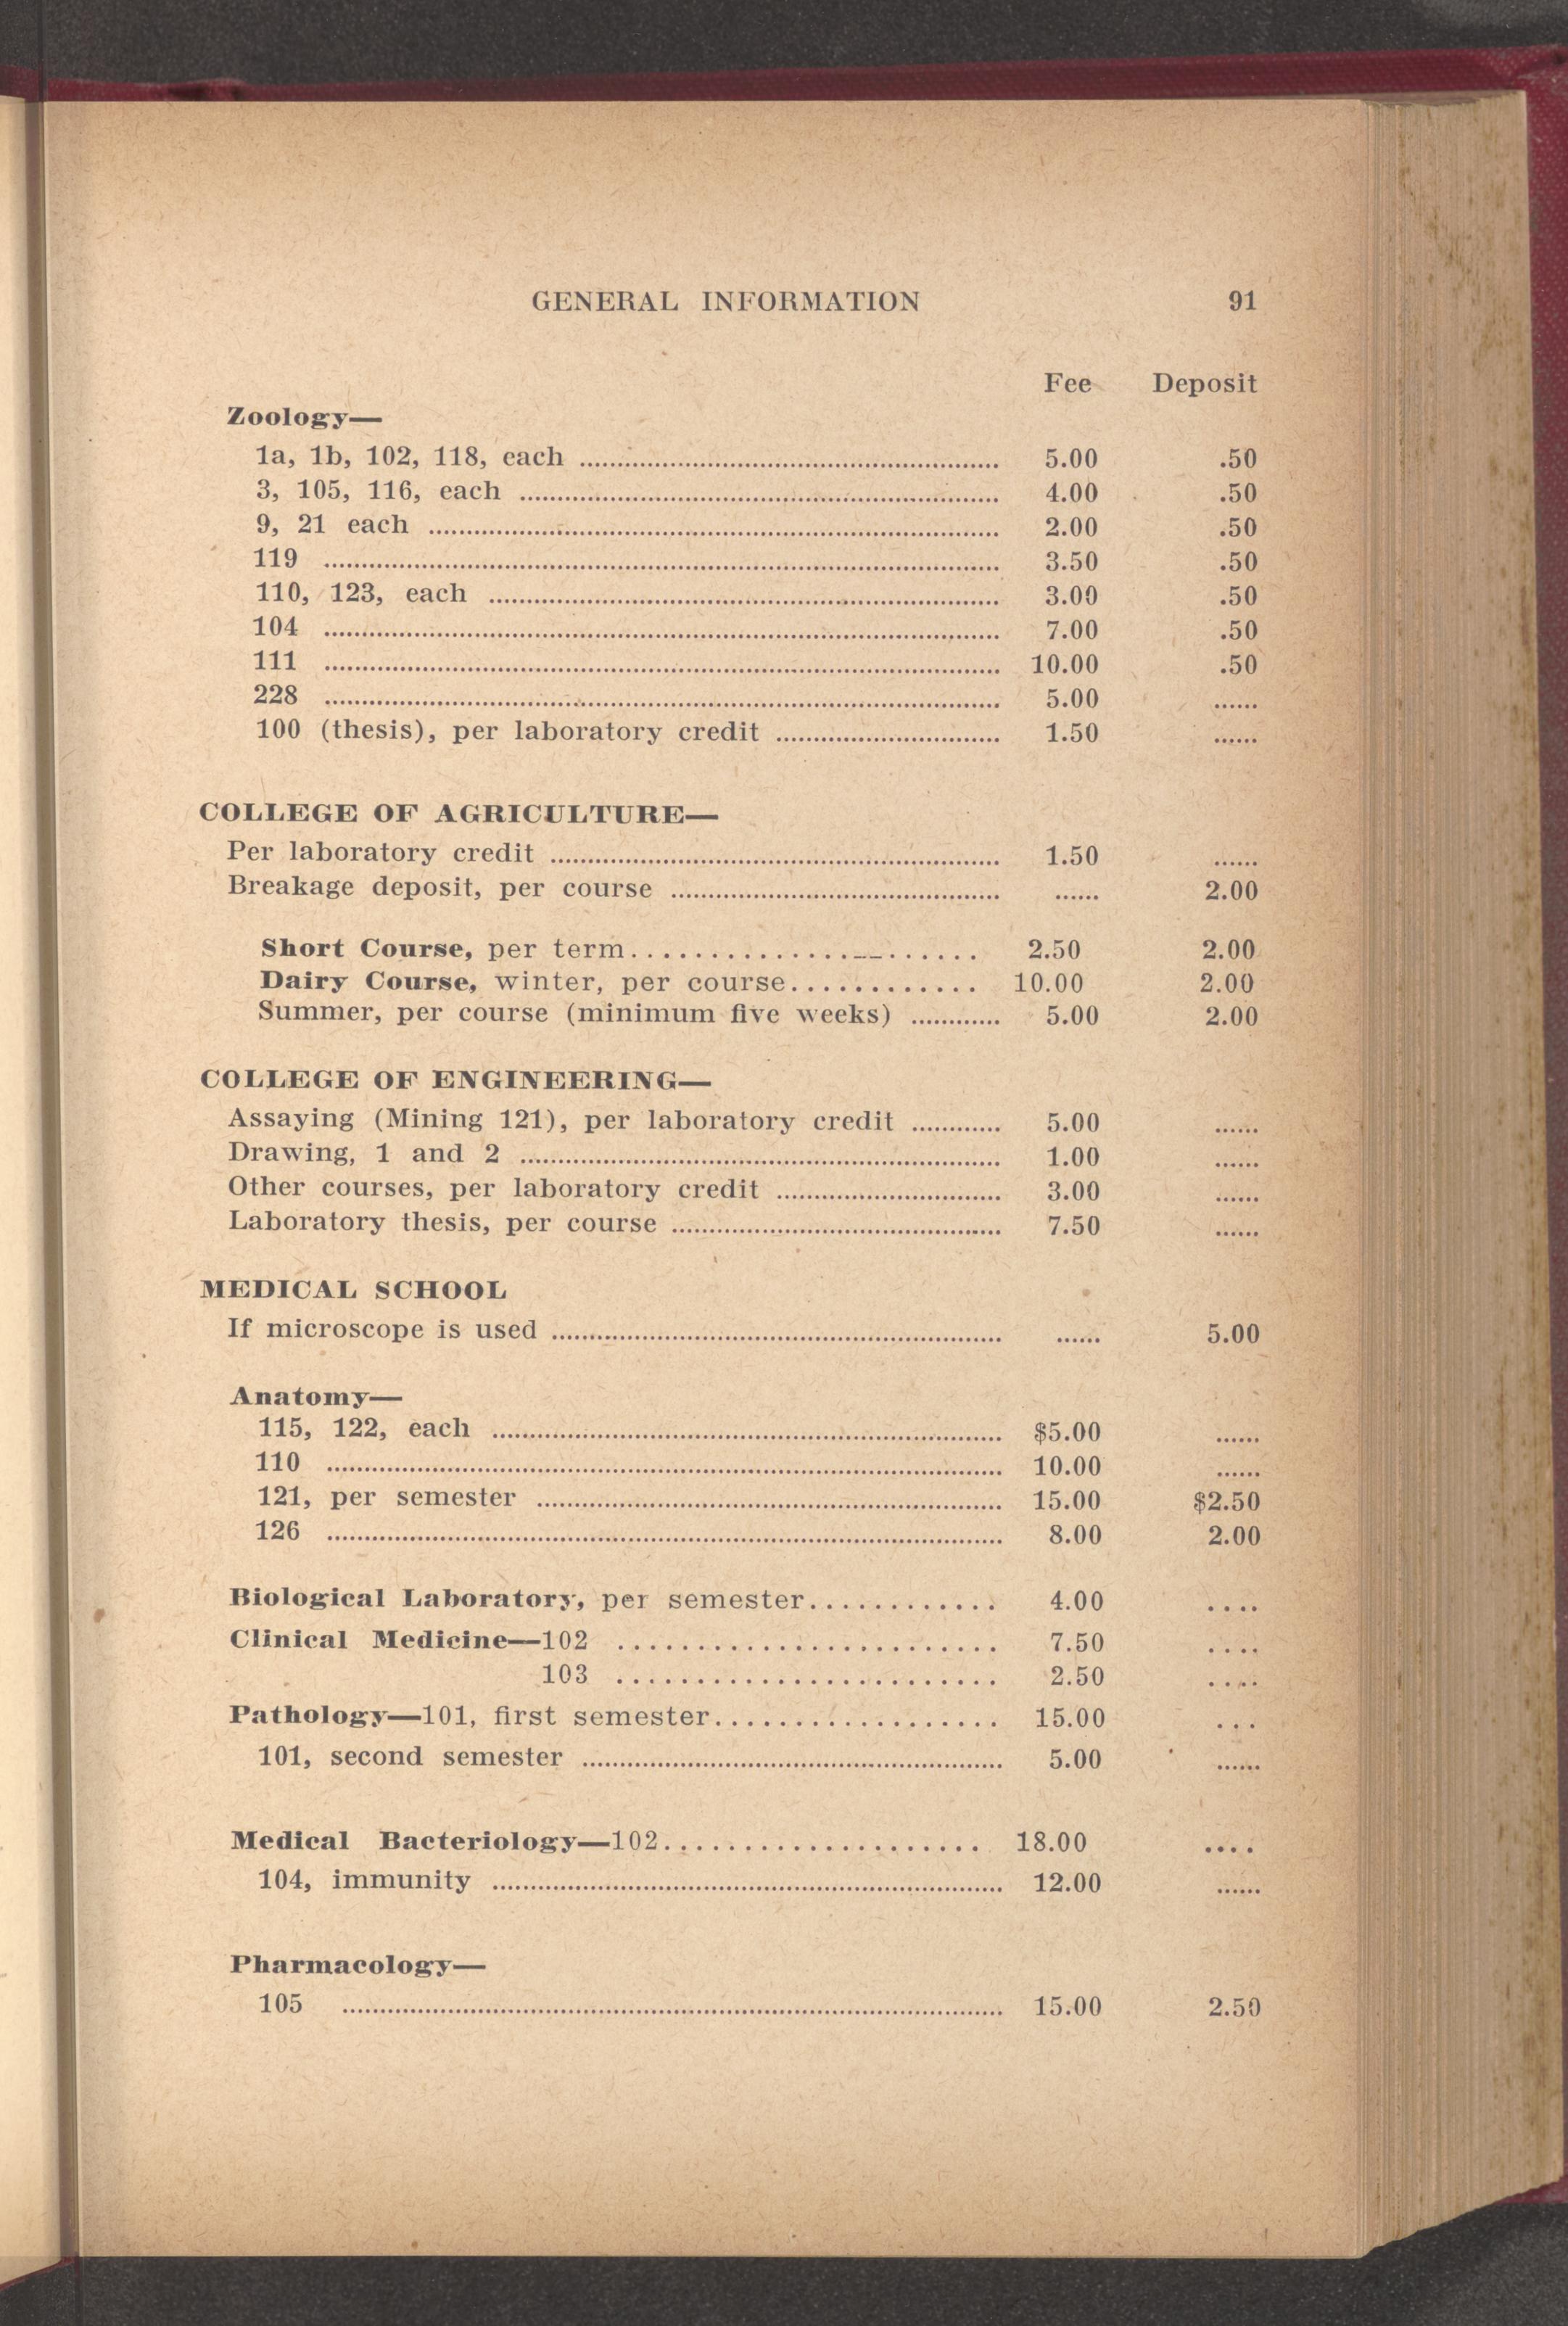 GENERAL INFORMATION 91
Fee Deposit
Zoology—
1a, 1b, 102, 118, each ........ 5.00 .50
3, 105, 116, each ........ 4.00 .50
9, 21 each ........ 2.00 .50
119 ........ 3.50 .50
110, 123, each ........ 3.00 .50
104 ........ 7.00 .50
111 ........ 10.00 .50
228 ........ 5.00 ......
100 (thesis), per laboratory credit ........ 1.50 ......
COLLEGE OF AGRICULTURE—
Per laboratory credit ........ 1.50 ......
Breakage deposit, per course ........ ...... 2.00
Short Course, per term........ 2.50 2.00
Dairy Course, winter, per course........ 10.00 2.00
Summer, per course (minimum five weeks) ........ 5.00 2.00
COLLEGE OF ENGINEERING—
Assaying (Mining 121), per laboratory credit ........ 5.00 ......
Drawing, 1 and 2 ........ 1.00 ......
Other courses, per laboratory credit ........ 3.00 ......
Laboratory thesis, per course ........ 7.50 ......
MEDICAL SCHOOL
If microscope is used ........ ...... 5.00
Anatomy—
115, 122, each ........ $5.00 ......
110 ........ 10.00 ......
121, per semester ........ 15.00 $2.50
126 ........ 8.00 2.00
Biological Laboratory, per semester........ 4.00 ....
Clinical Medicine—102 ........ 7.50 ....
103 ........ 2.50 ....
Pathology—101, first semester........ 15.00 ...
101, second semester ........ 5.00 ......
Medical Bacteriology—102........ 18.00 ....
104, immunity ........ 12.00 ......
Pharmacology—
105 ........ 15.00 2.50